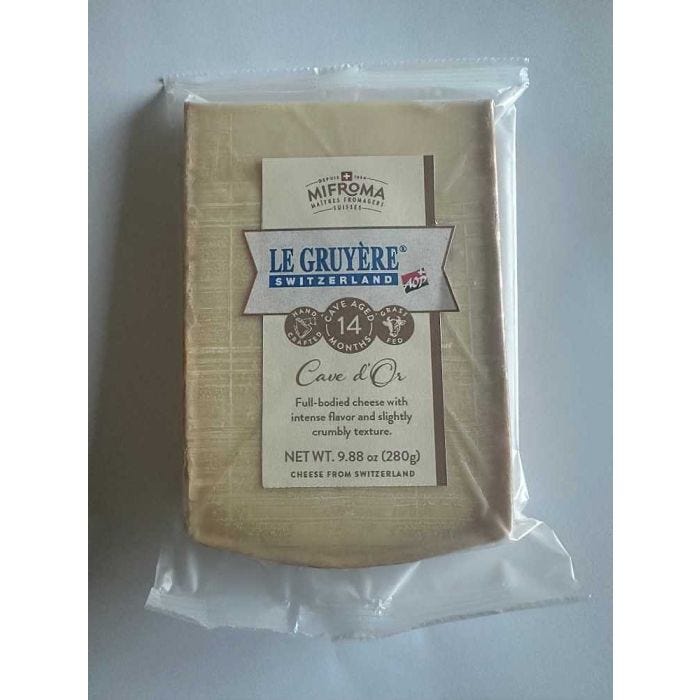 DEPUIS 1964
MIFROMA
MAÎTRES FROMAGERS
SUISSES
LE GRUYÈRE®
SWITZERLAND
AOP
HAND CRAFTED
CAVE AGED 14 MONTHS
GRASS FED
Cave d'Or
Full-bodied cheese with
intense flavor and slightly
crumbly texture.
NET WT. 9.88 oz (280g)
CHEESE FROM SWITZERLAND